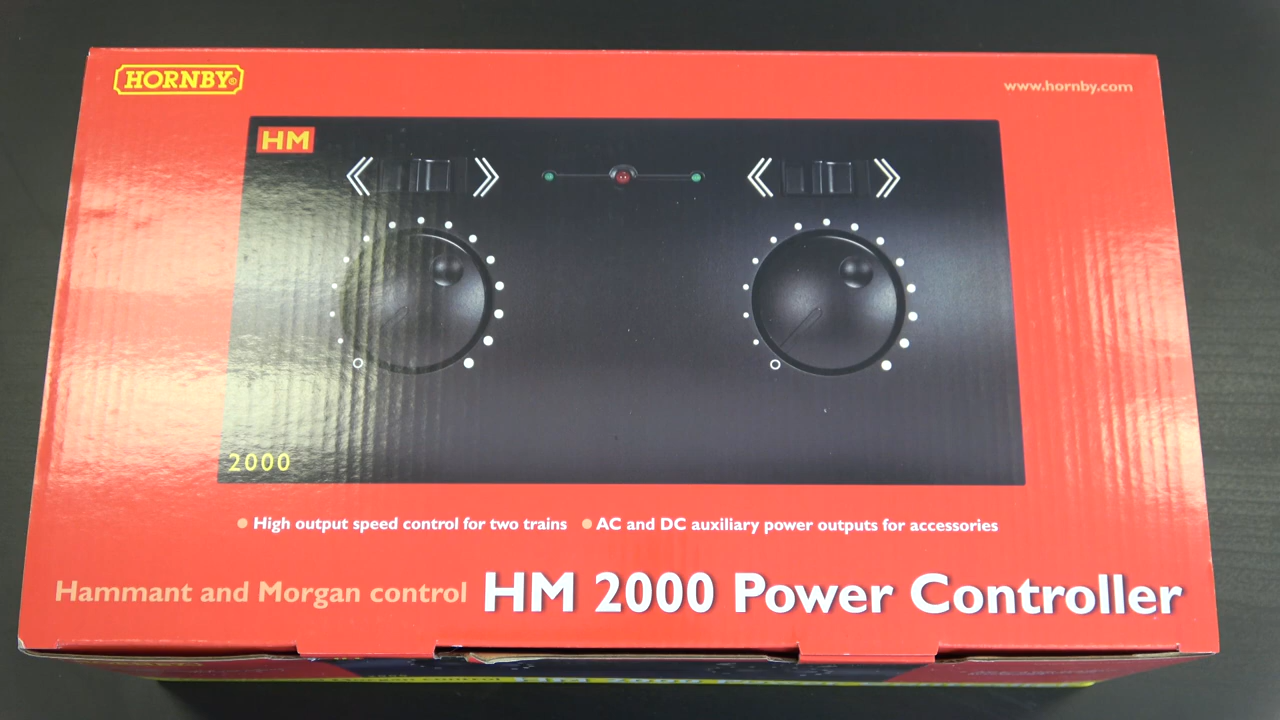 HORNBY®
www.hornby.com
HM
2000
• High output speed control for two trains • AC and DC auxiliary power outputs for accessories
Hammant and Morgan control HM 2000 Power Controller